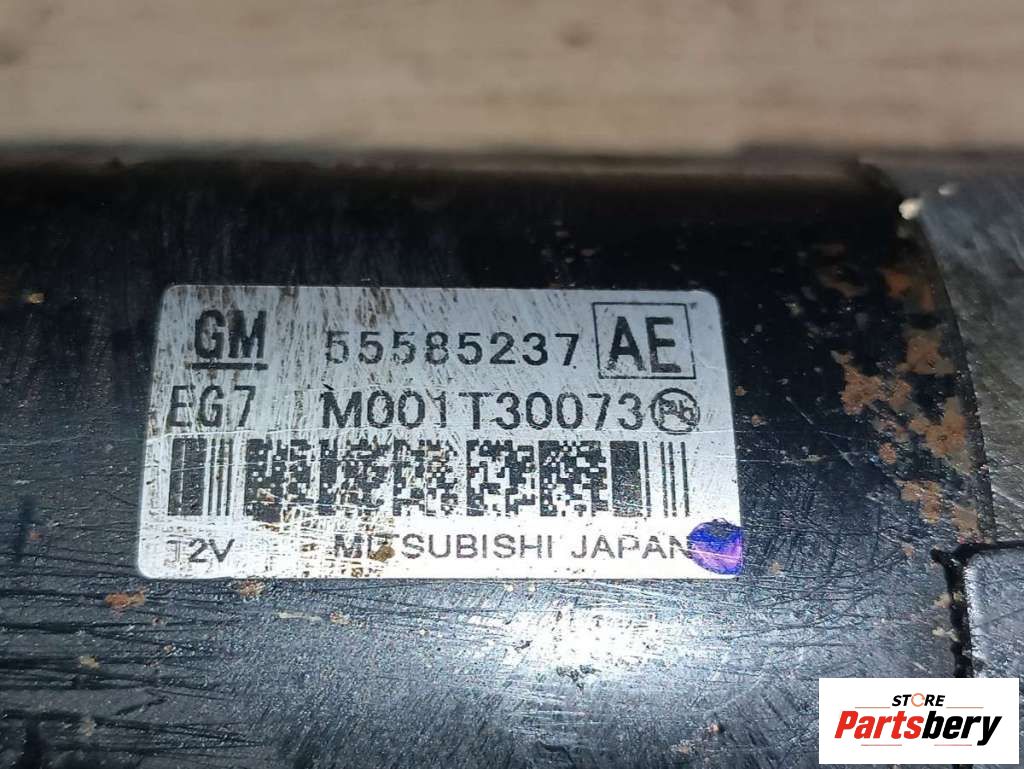 GM 55585237 AE
EG7 M001T30073 Pb
12V MITSUBISHI JAPAN
STORE
Partsbery